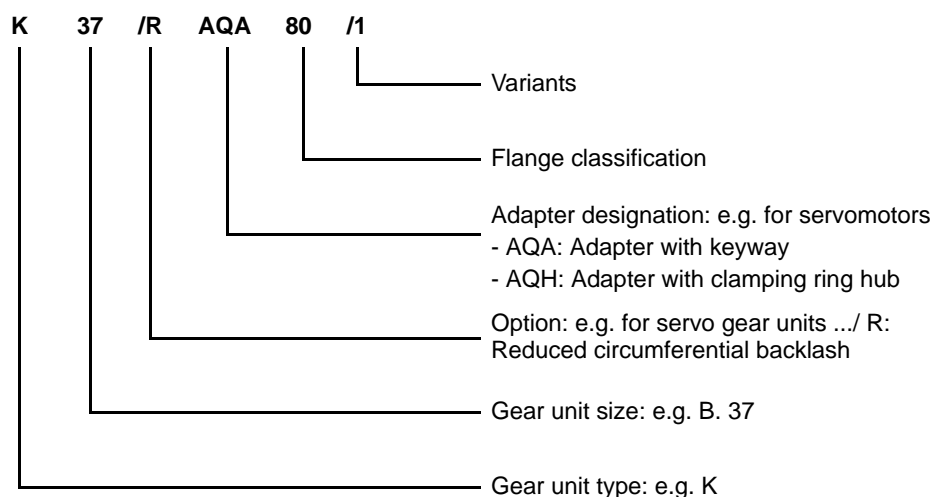 K 37 /R AQA 80 /1
Variants
Flange classification
Adapter designation: e.g. for servomotors
- AQA: Adapter with keyway
- AQH: Adapter with clamping ring hub
Option: e.g. for servo gear units .../ R:
Reduced circumferential backlash
Gear unit size: e.g. B. 37
Gear unit type: e.g. K